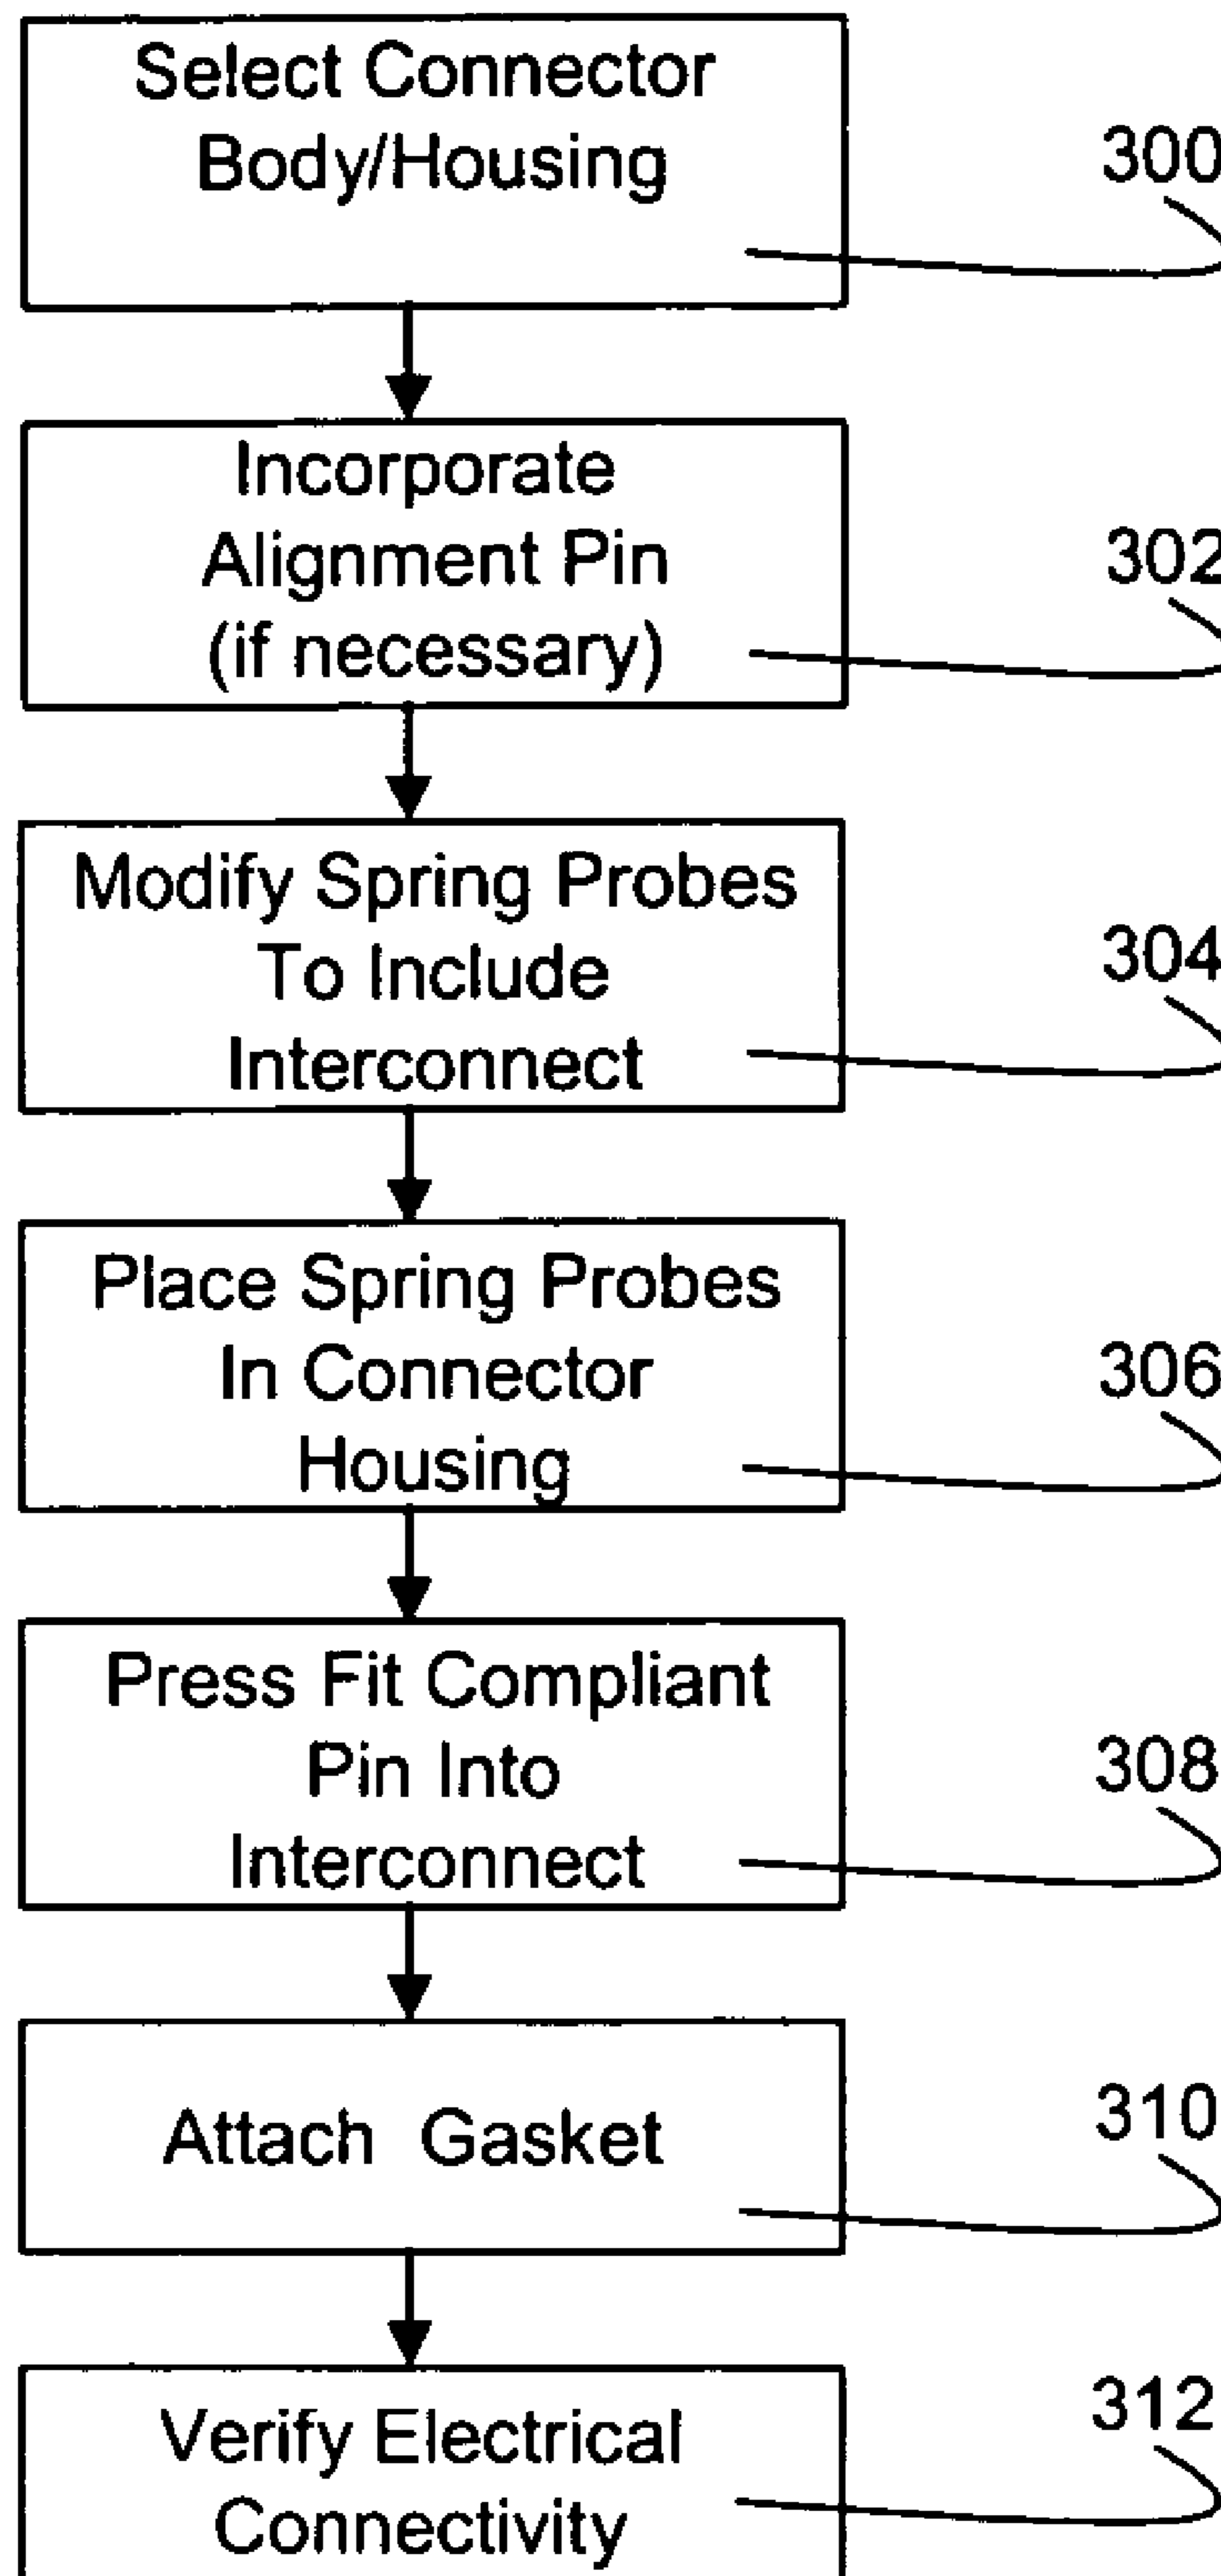 Select Connector
Body/Housing
300
Incorporate
Alignment Pin
(if necessary)
302
Modify Spring Probes
To Include
Interconnect
304
Place Spring Probes
In Connector
Housing
306
Press Fit Compliant
Pin Into
Interconnect
308
Attach Gasket
310
Verify Electrical
Connectivity
312